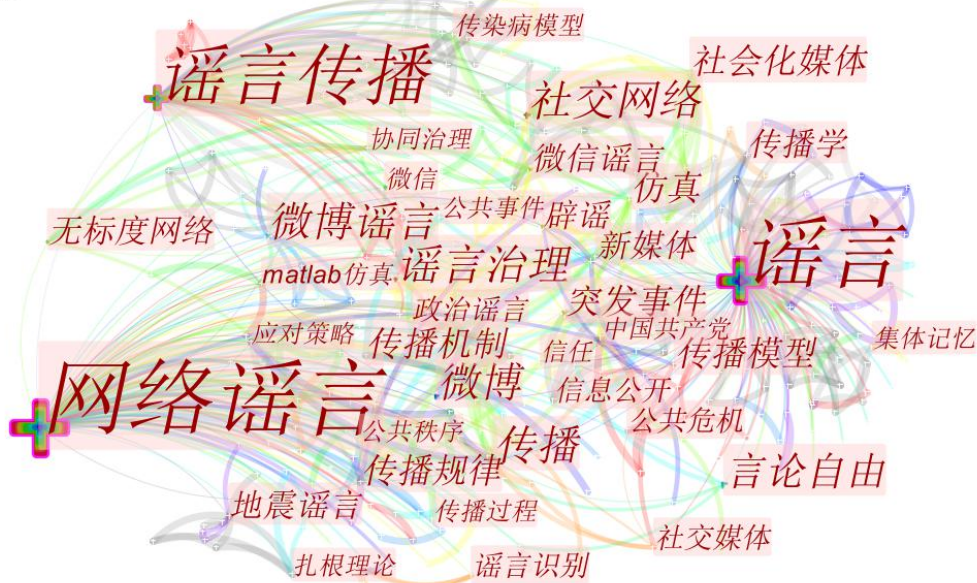 传染病模型
谣言传播
社会化媒体
社交网络
协同治理
传播学
微信谣言
微信
仿真
无标度网络
微博谣言
公共事件
辟谣
新媒体
谣言
matlab仿真
谣言治理
突发事件
政治谣言
中国共产党
应对策略
传播机制
信任
传播模型
集体记忆
网络谣言
微博
信息公开
公共危机
公共秩序
传播
传播规律
言论自由
地震谣言
传播过程
社交媒体
扎根理论
谣言识别